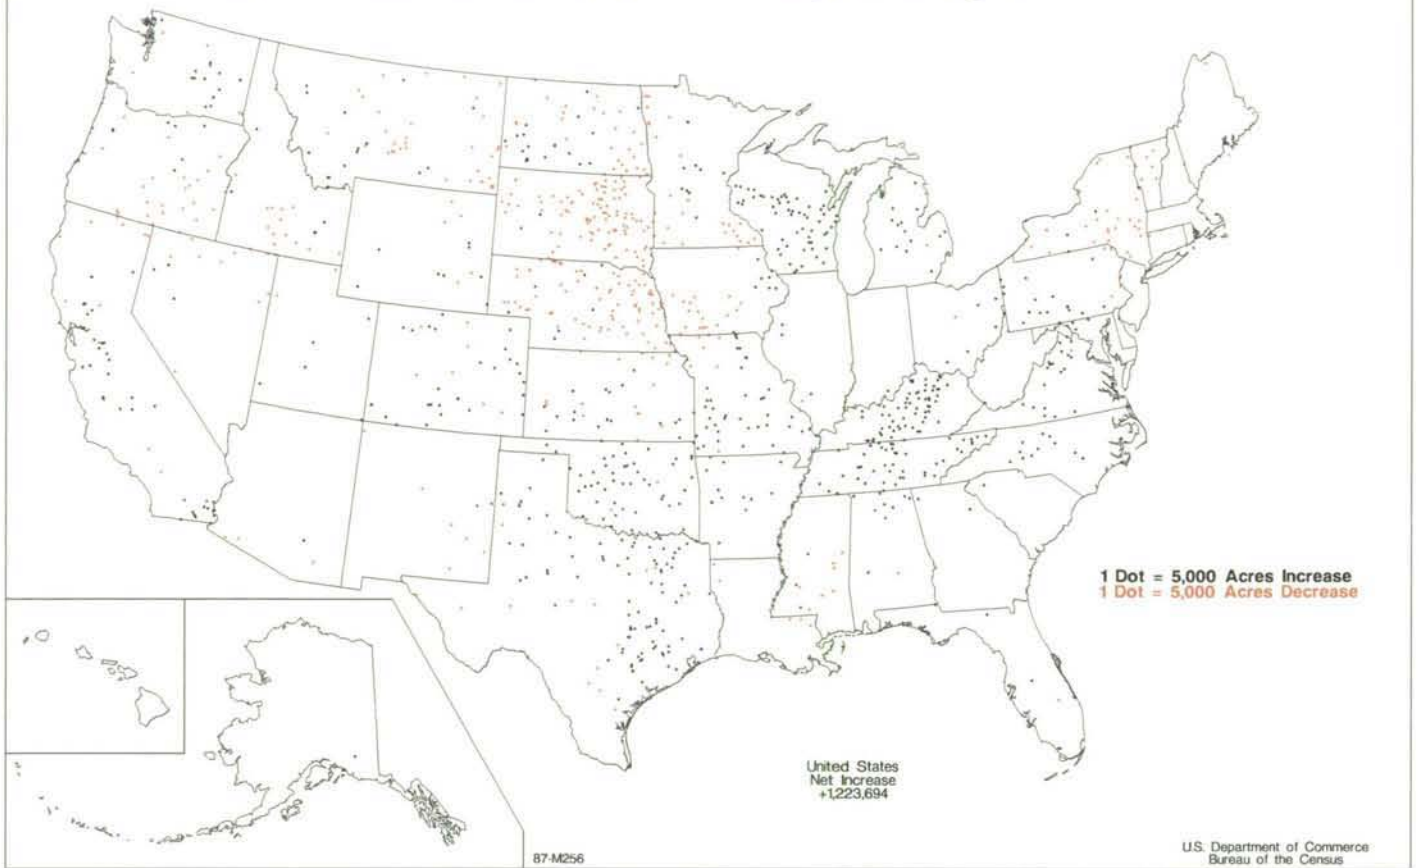 1 Dot = 5,000 Acres Increase
1 Dot = 5,000 Acres Decrease
United States
Net Increase
+1,223,694
87-M256
U.S. Department of Commerce
Bureau of the Census